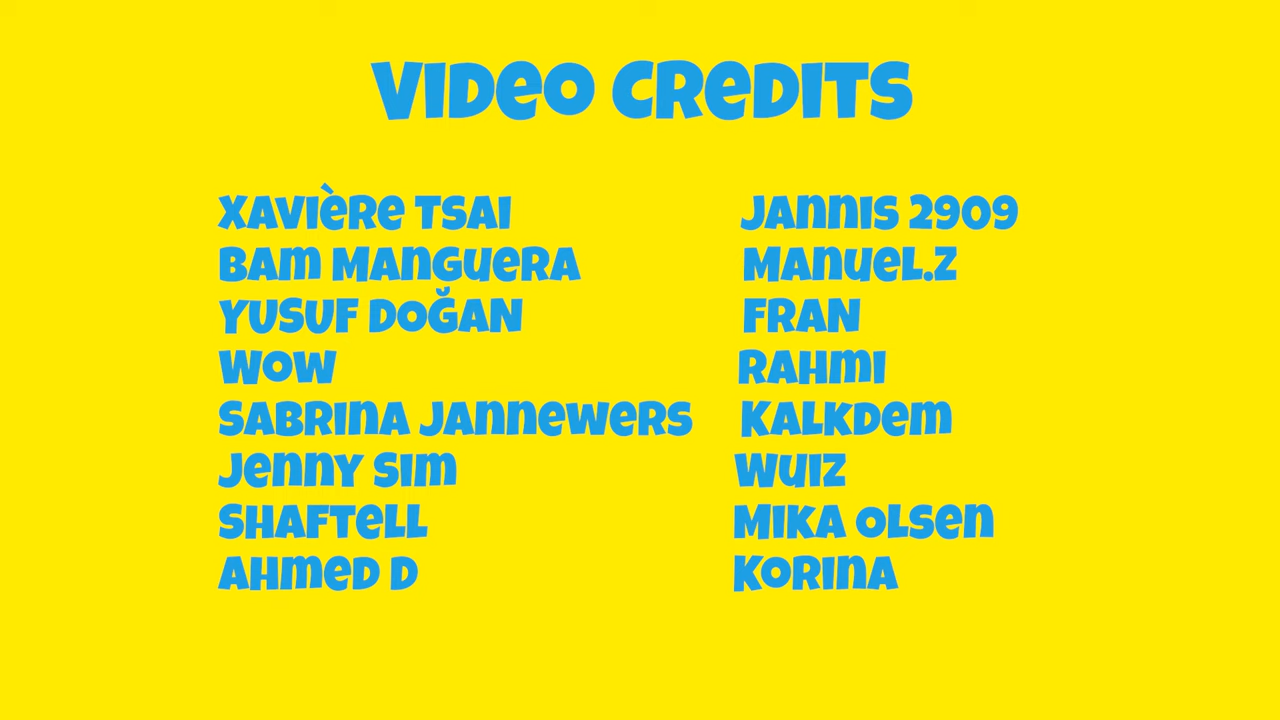 Video Credits
Xavière Tsai
Bam Manguera
Yusuf Doğan
Wow
Sabrina Jannewers
Jenny Sim
Shaftell
Ahmed D
Jannis 2909
Manuel.Z
Fran
Rahmi
Kalkdem
Wuiz
Mika Olsen
Korina